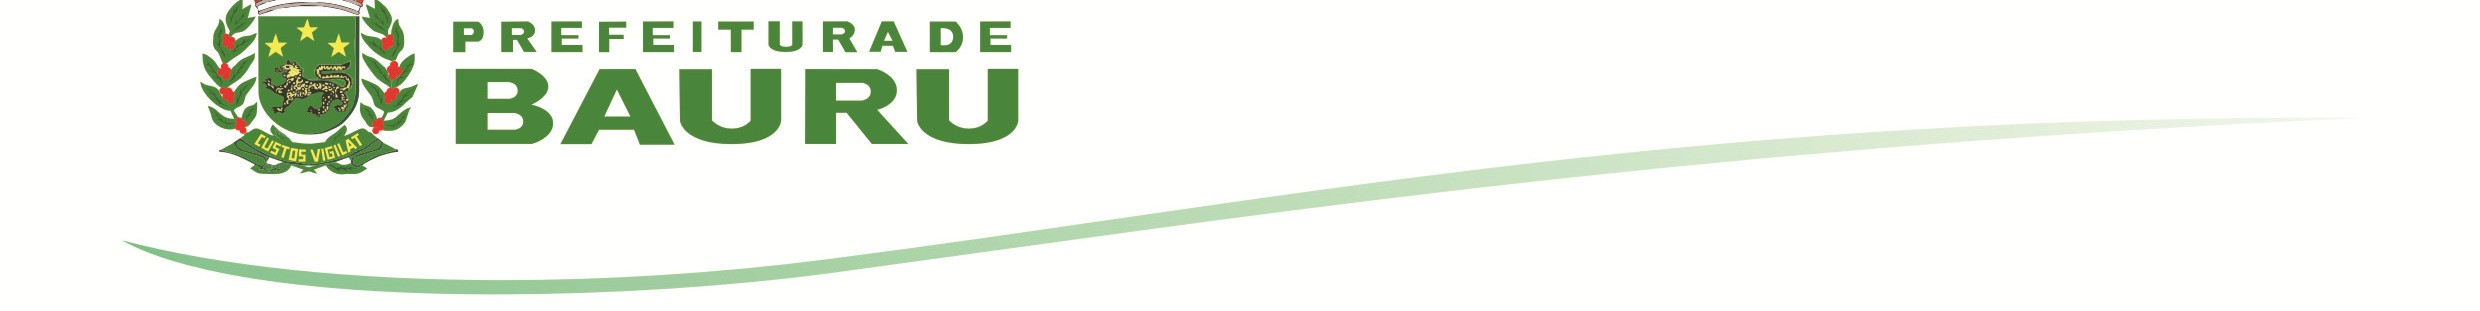 PREFEITURA DE
BAURU
CUSTOS VIGILAT